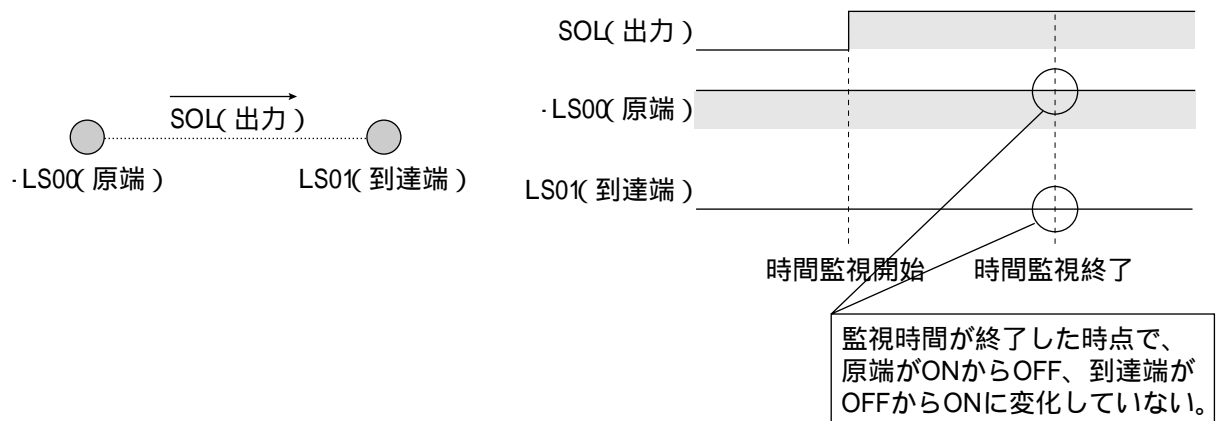 SOL(出力)
-LS00(原端)
LS01(到達端)
SOL(出力)
-LS00(原端)
LS01(到達端)
時間監視開始
時間監視終了
監視時間が終了した時点で、
原端がONからOFF、到達端が
OFFからONに変化していない。